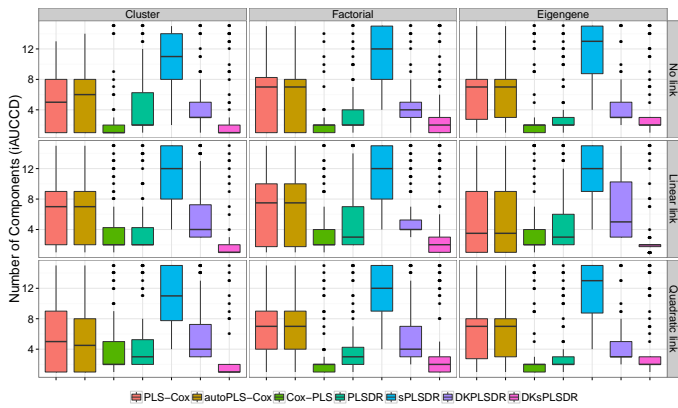 Cluster
Factorial
Eigengene
Number of Components (iAUCCD)
12
8
4
No link
12
8
4
Linear link
12
8
4
Quadratic link
PLS−Cox autoPLS−Cox Cox−PLS PLSDR sPLSDR DKPLSDR DKsPLSDR